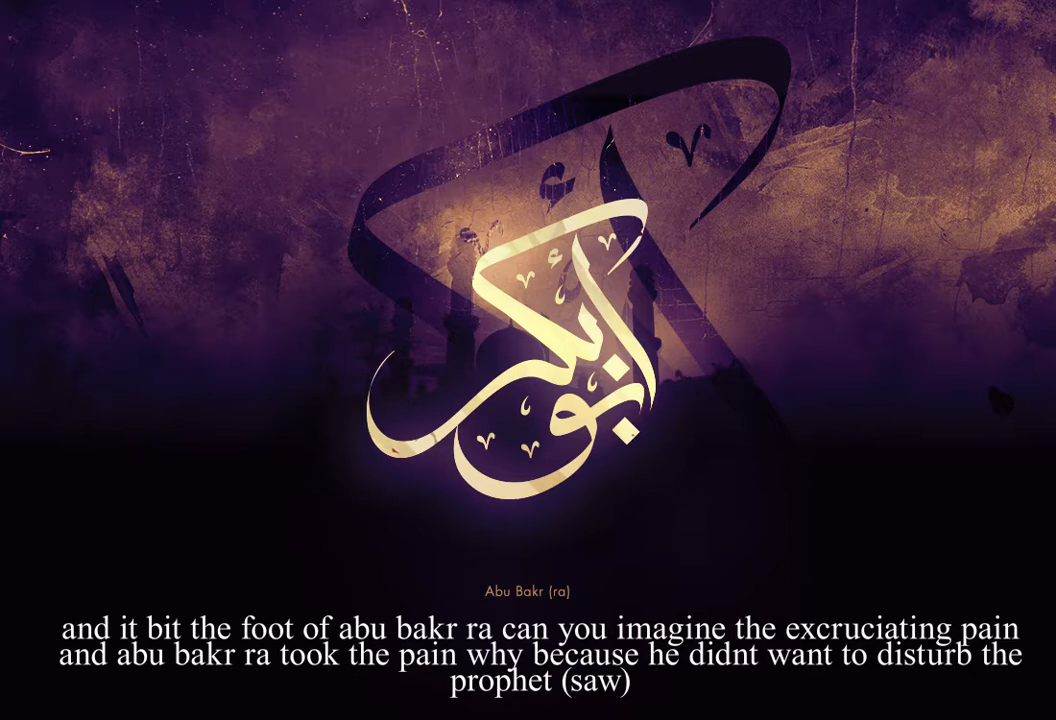 أبو بكر
Abu Bakr (ra)
and it bit the foot of abu bakr ra can you imagine the excruciating pain
and abu bakr ra took the pain why because he didnt want to disturb the
prophet (saw)